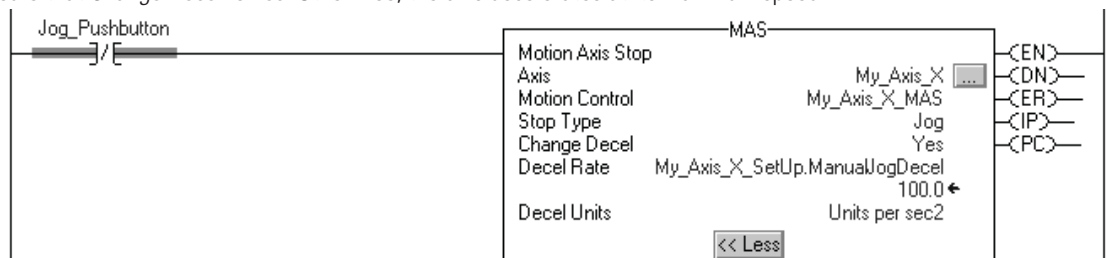 Jog_Pushbutton
MAS
Motion Axis Stop
Axis My_Axis_X ...
Motion Control My_Axis_X_MAS
Stop Type Jog
Change Decel Yes
Decel Rate My_Axis_X_SetUp.ManualJogDecel
100.0
Decel Units Units per sec2
<< Less
EN
DN
ER
IP
PC